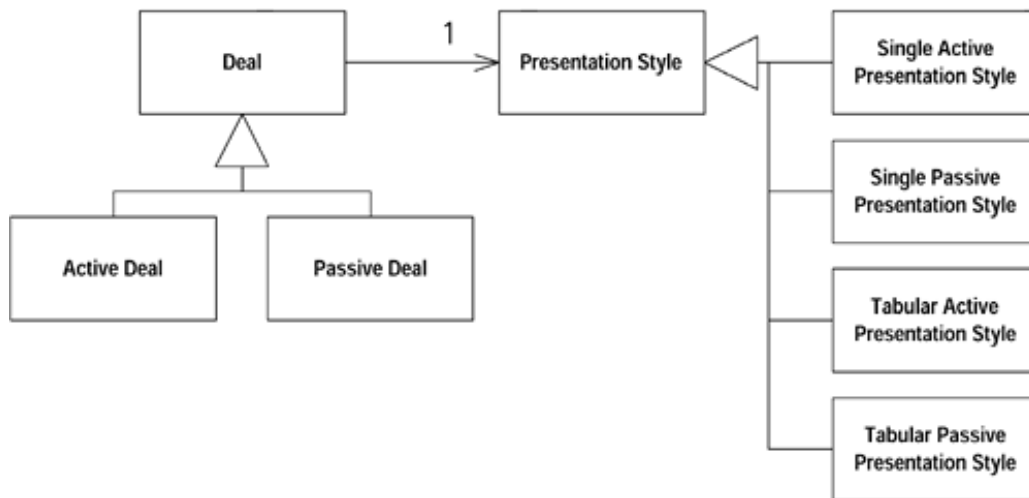 Deal
1
Presentation Style
Single Active
Presentation Style
Single Passive
Presentation Style
Active Deal
Passive Deal
Tabular Active
Presentation Style
Tabular Passive
Presentation Style